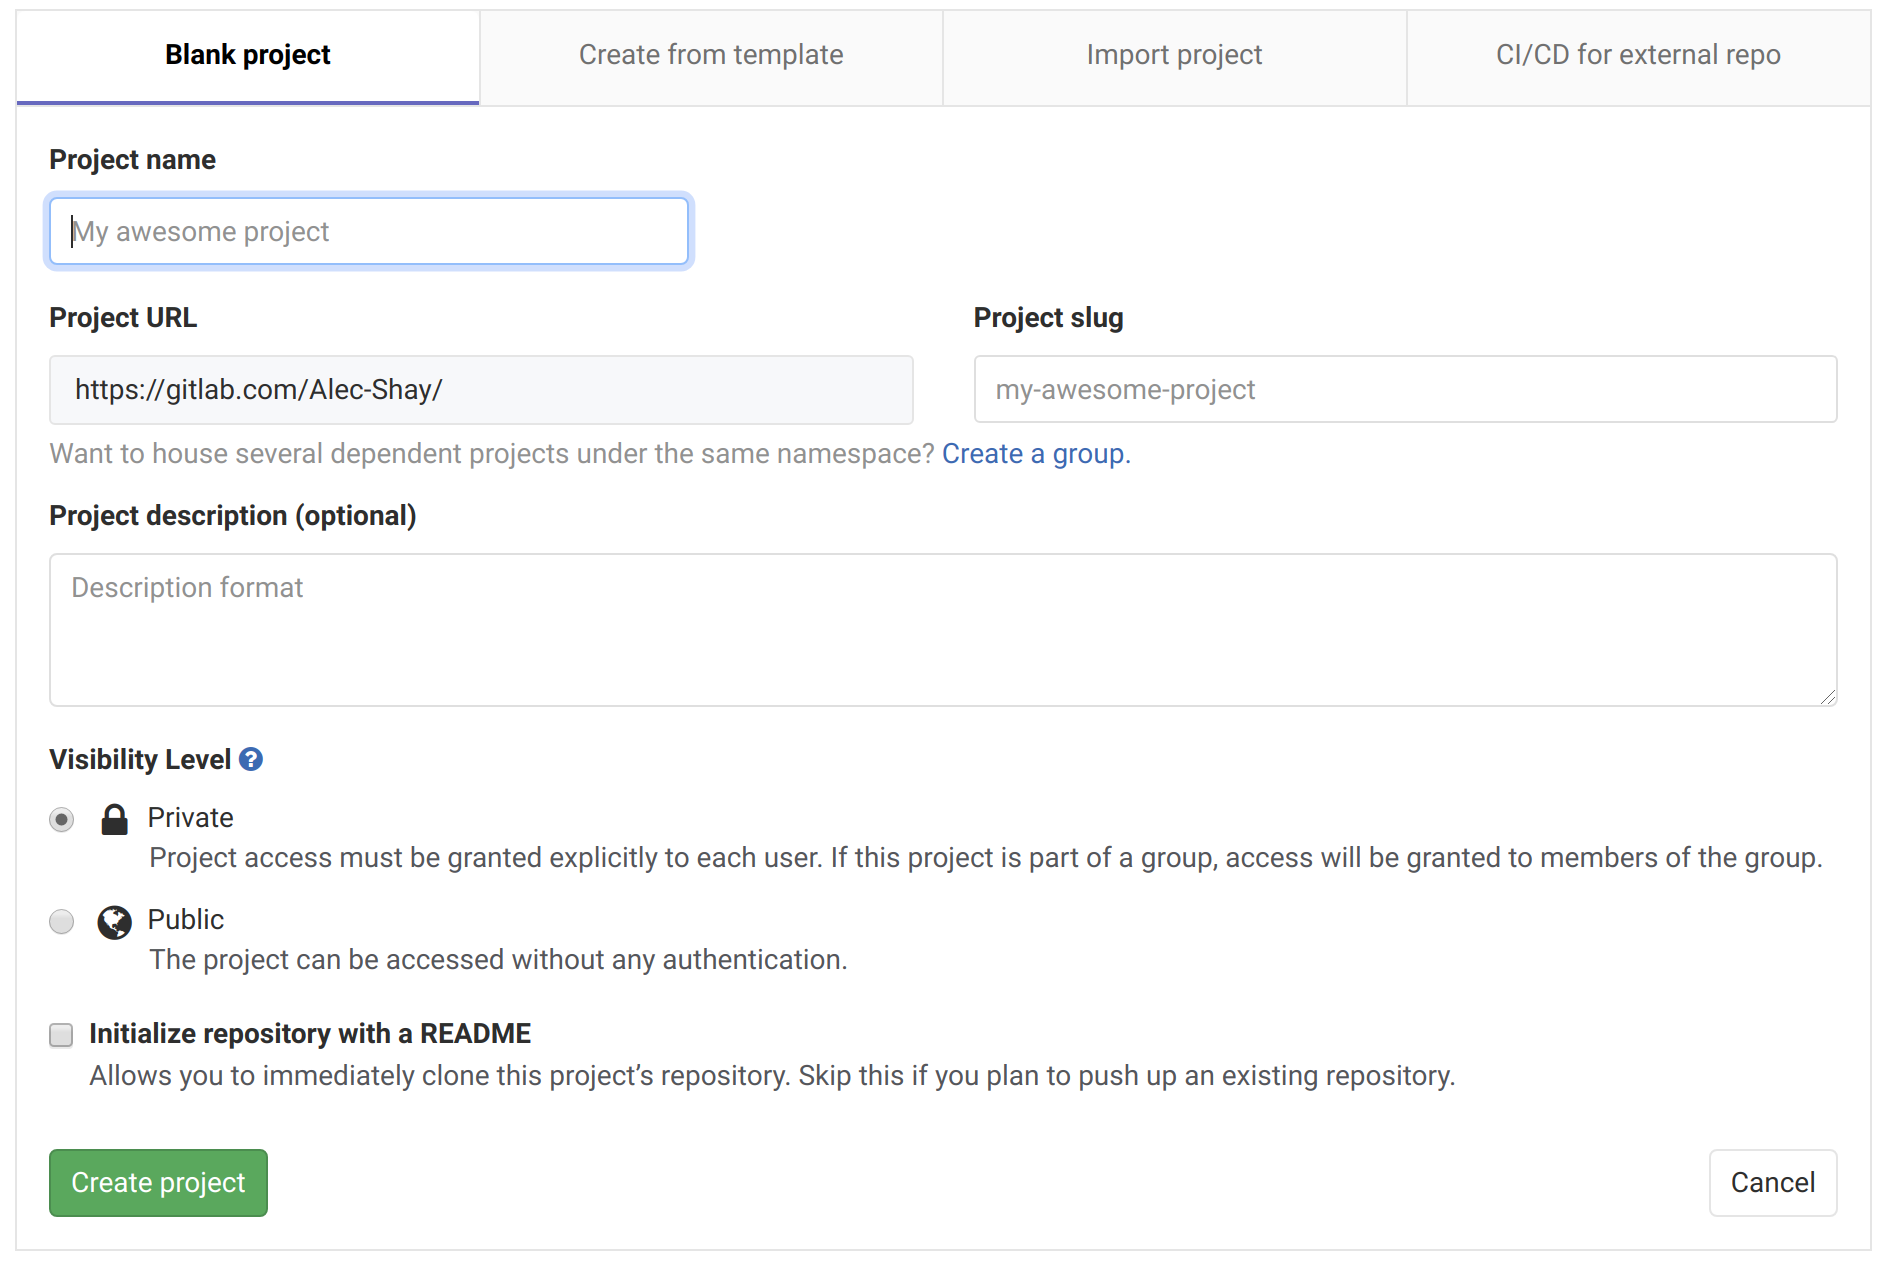 Blank project
Create from template
Import project
CI/CD for external repo
Project name
My awesome project
Project URL
Project slug
https://gitlab.com/Alec-Shay/
my-awesome-project
Want to house several dependent projects under the same namespace? Create a group.
Project description (optional)
Description format
Visibility Level ?
Private
Project access must be granted explicitly to each user. If this project is part of a group, access will be granted to members of the group.
Public
The project can be accessed without any authentication.
Initialize repository with a README
Allows you to immediately clone this project’s repository. Skip this if you plan to push up an existing repository.
Create project
Cancel